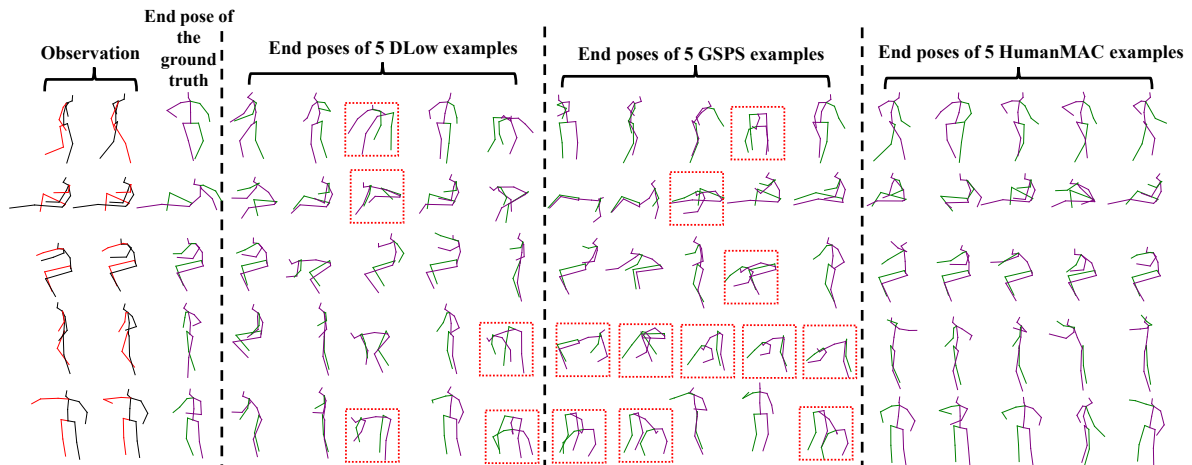 Observation
End pose of
the
ground
truth
End poses of 5 DLow examples
End poses of 5 GSPS examples
End poses of 5 HumanMAC examples